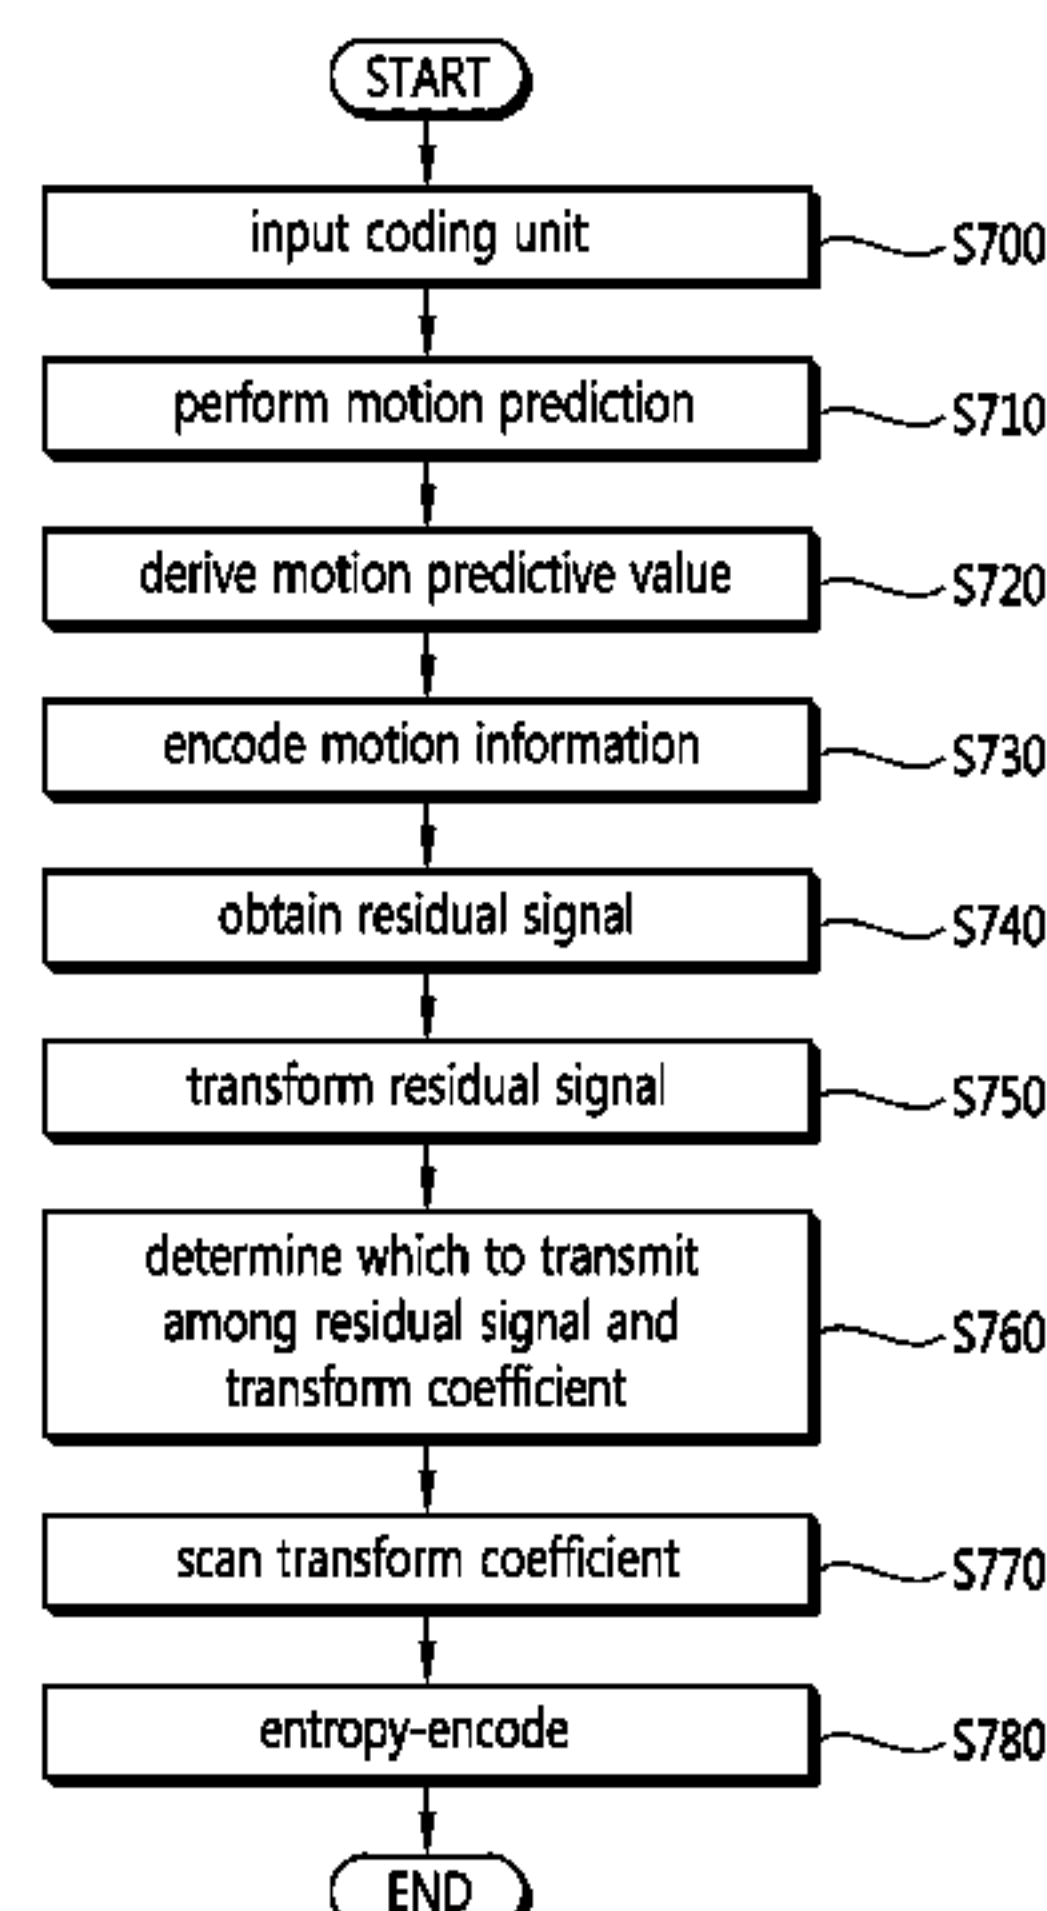 START
input coding unit
S700
perform motion prediction
S710
derive motion predictive value
S720
encode motion information
S730
obtain residual signal
S740
transform residual signal
S750
determine which to transmit
among residual signal and
transform coefficient
S760
scan transform coefficient
S770
entropy-encode
S780
END